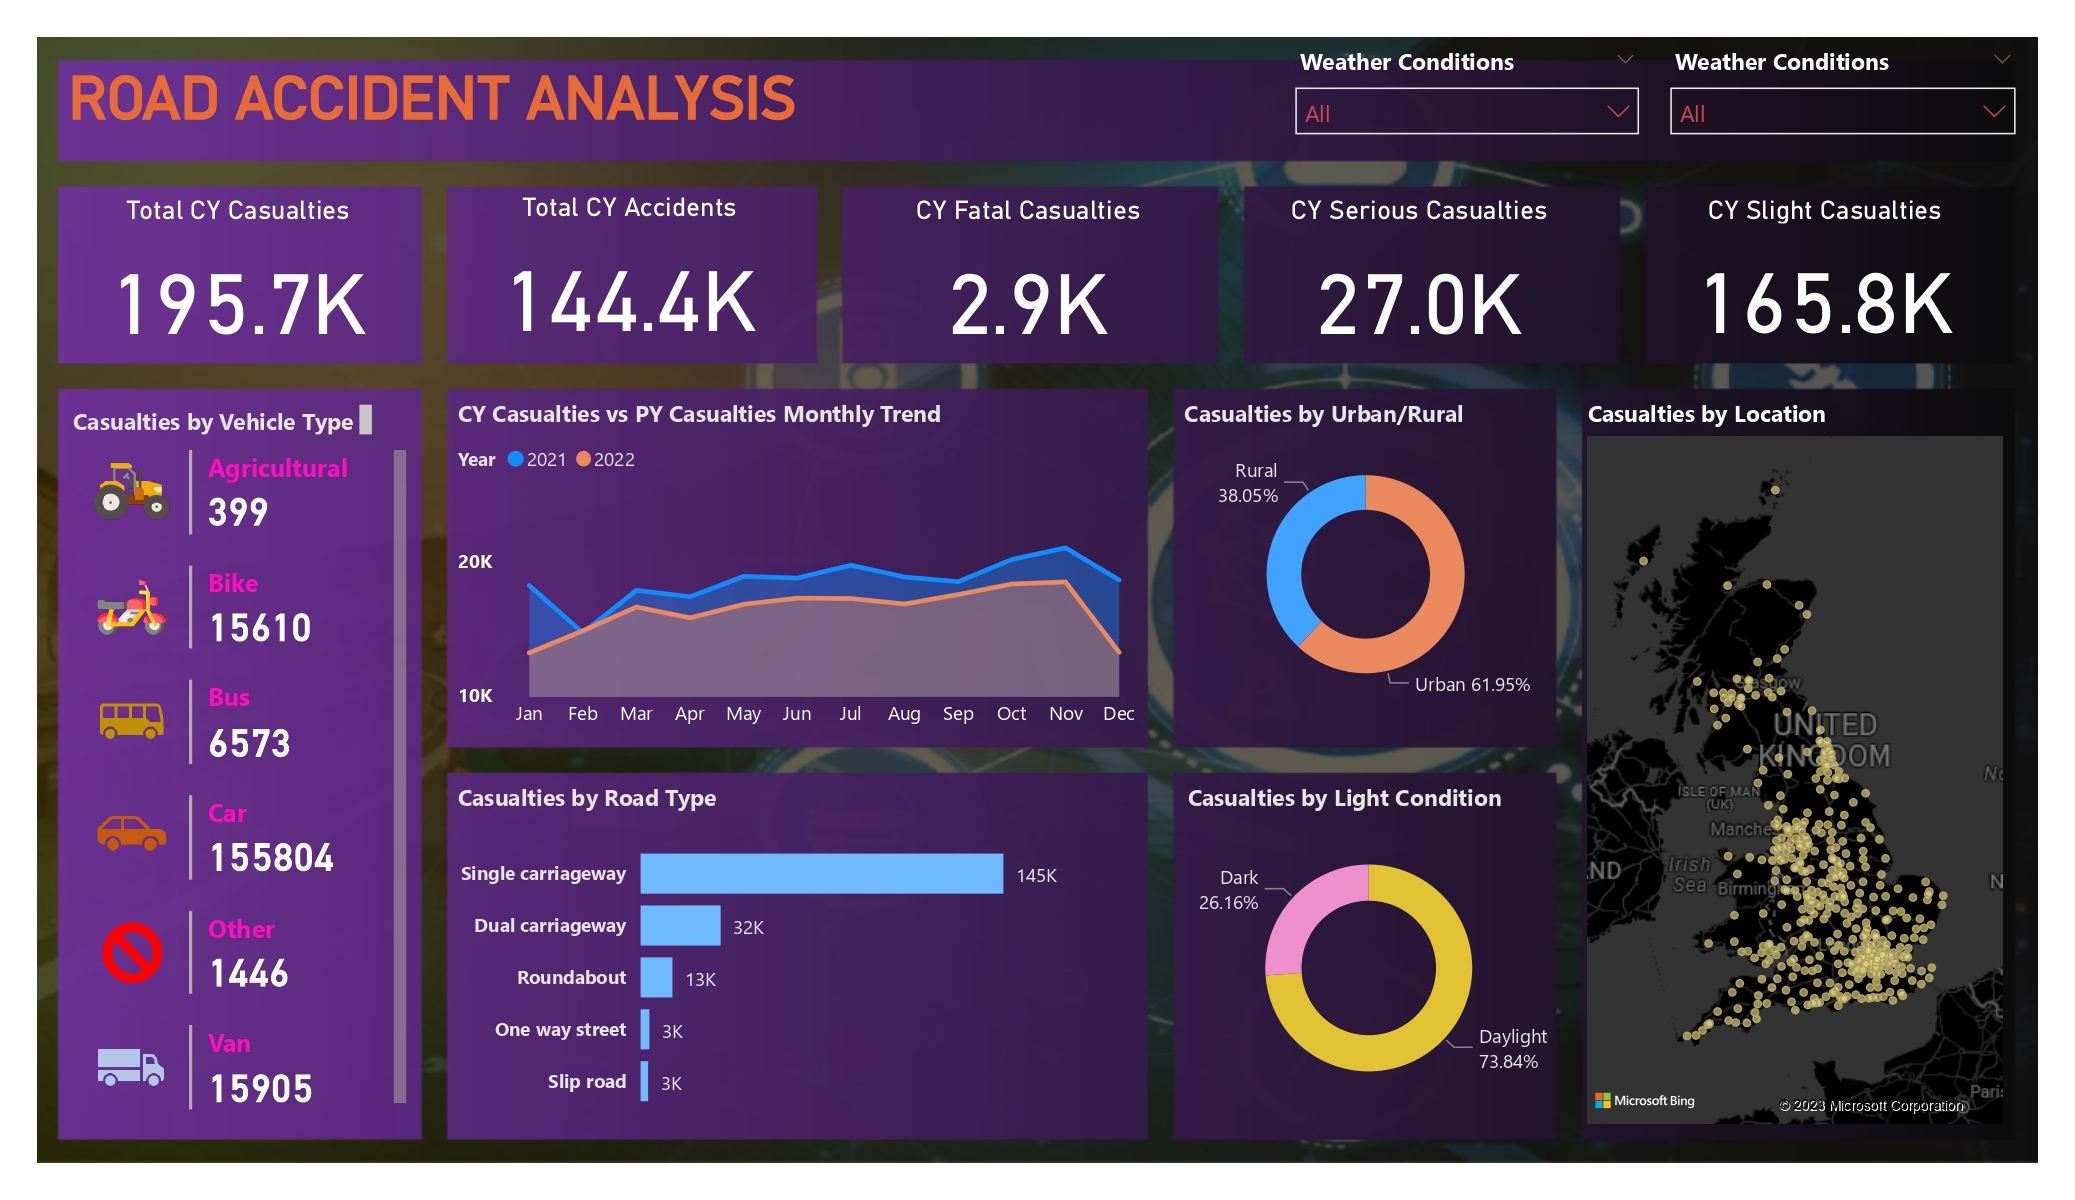 ROAD ACCIDENT ANALYSIS
Weather Conditions
All
Weather Conditions
All
Total CY Casualties
195.7K
Total CY Accidents
144.4K
CY Fatal Casualties
2.9K
CY Serious Casualties
27.0K
CY Slight Casualties
165.8K
Casualties by Vehicle Type
Agricultural
399
Bike
15610
Bus
6573
Car
155804
Other
1446
Van
15905
CY Casualties vs PY Casualties Monthly Trend
Year 2021 2022
20K
10K
Jan Feb Mar Apr May Jun Jul Aug Sep Oct Nov Dec
Casualties by Urban/Rural
Rural
38.05%
Urban 61.95%
Casualties by Road Type
Single carriageway 145K
Dual carriageway 32K
Roundabout 13K
One way street 3K
Slip road 3K
Casualties by Light Condition
Dark
26.16%
Daylight
73.84%
Casualties by Location
Glasgow
UNITED
KINGDOM
No
ISLE OF MAN
(UK)
Manche
ND
Irish
Sea
Birming
N
Paris
Microsoft Bing
© 2023 Microsoft Corporation